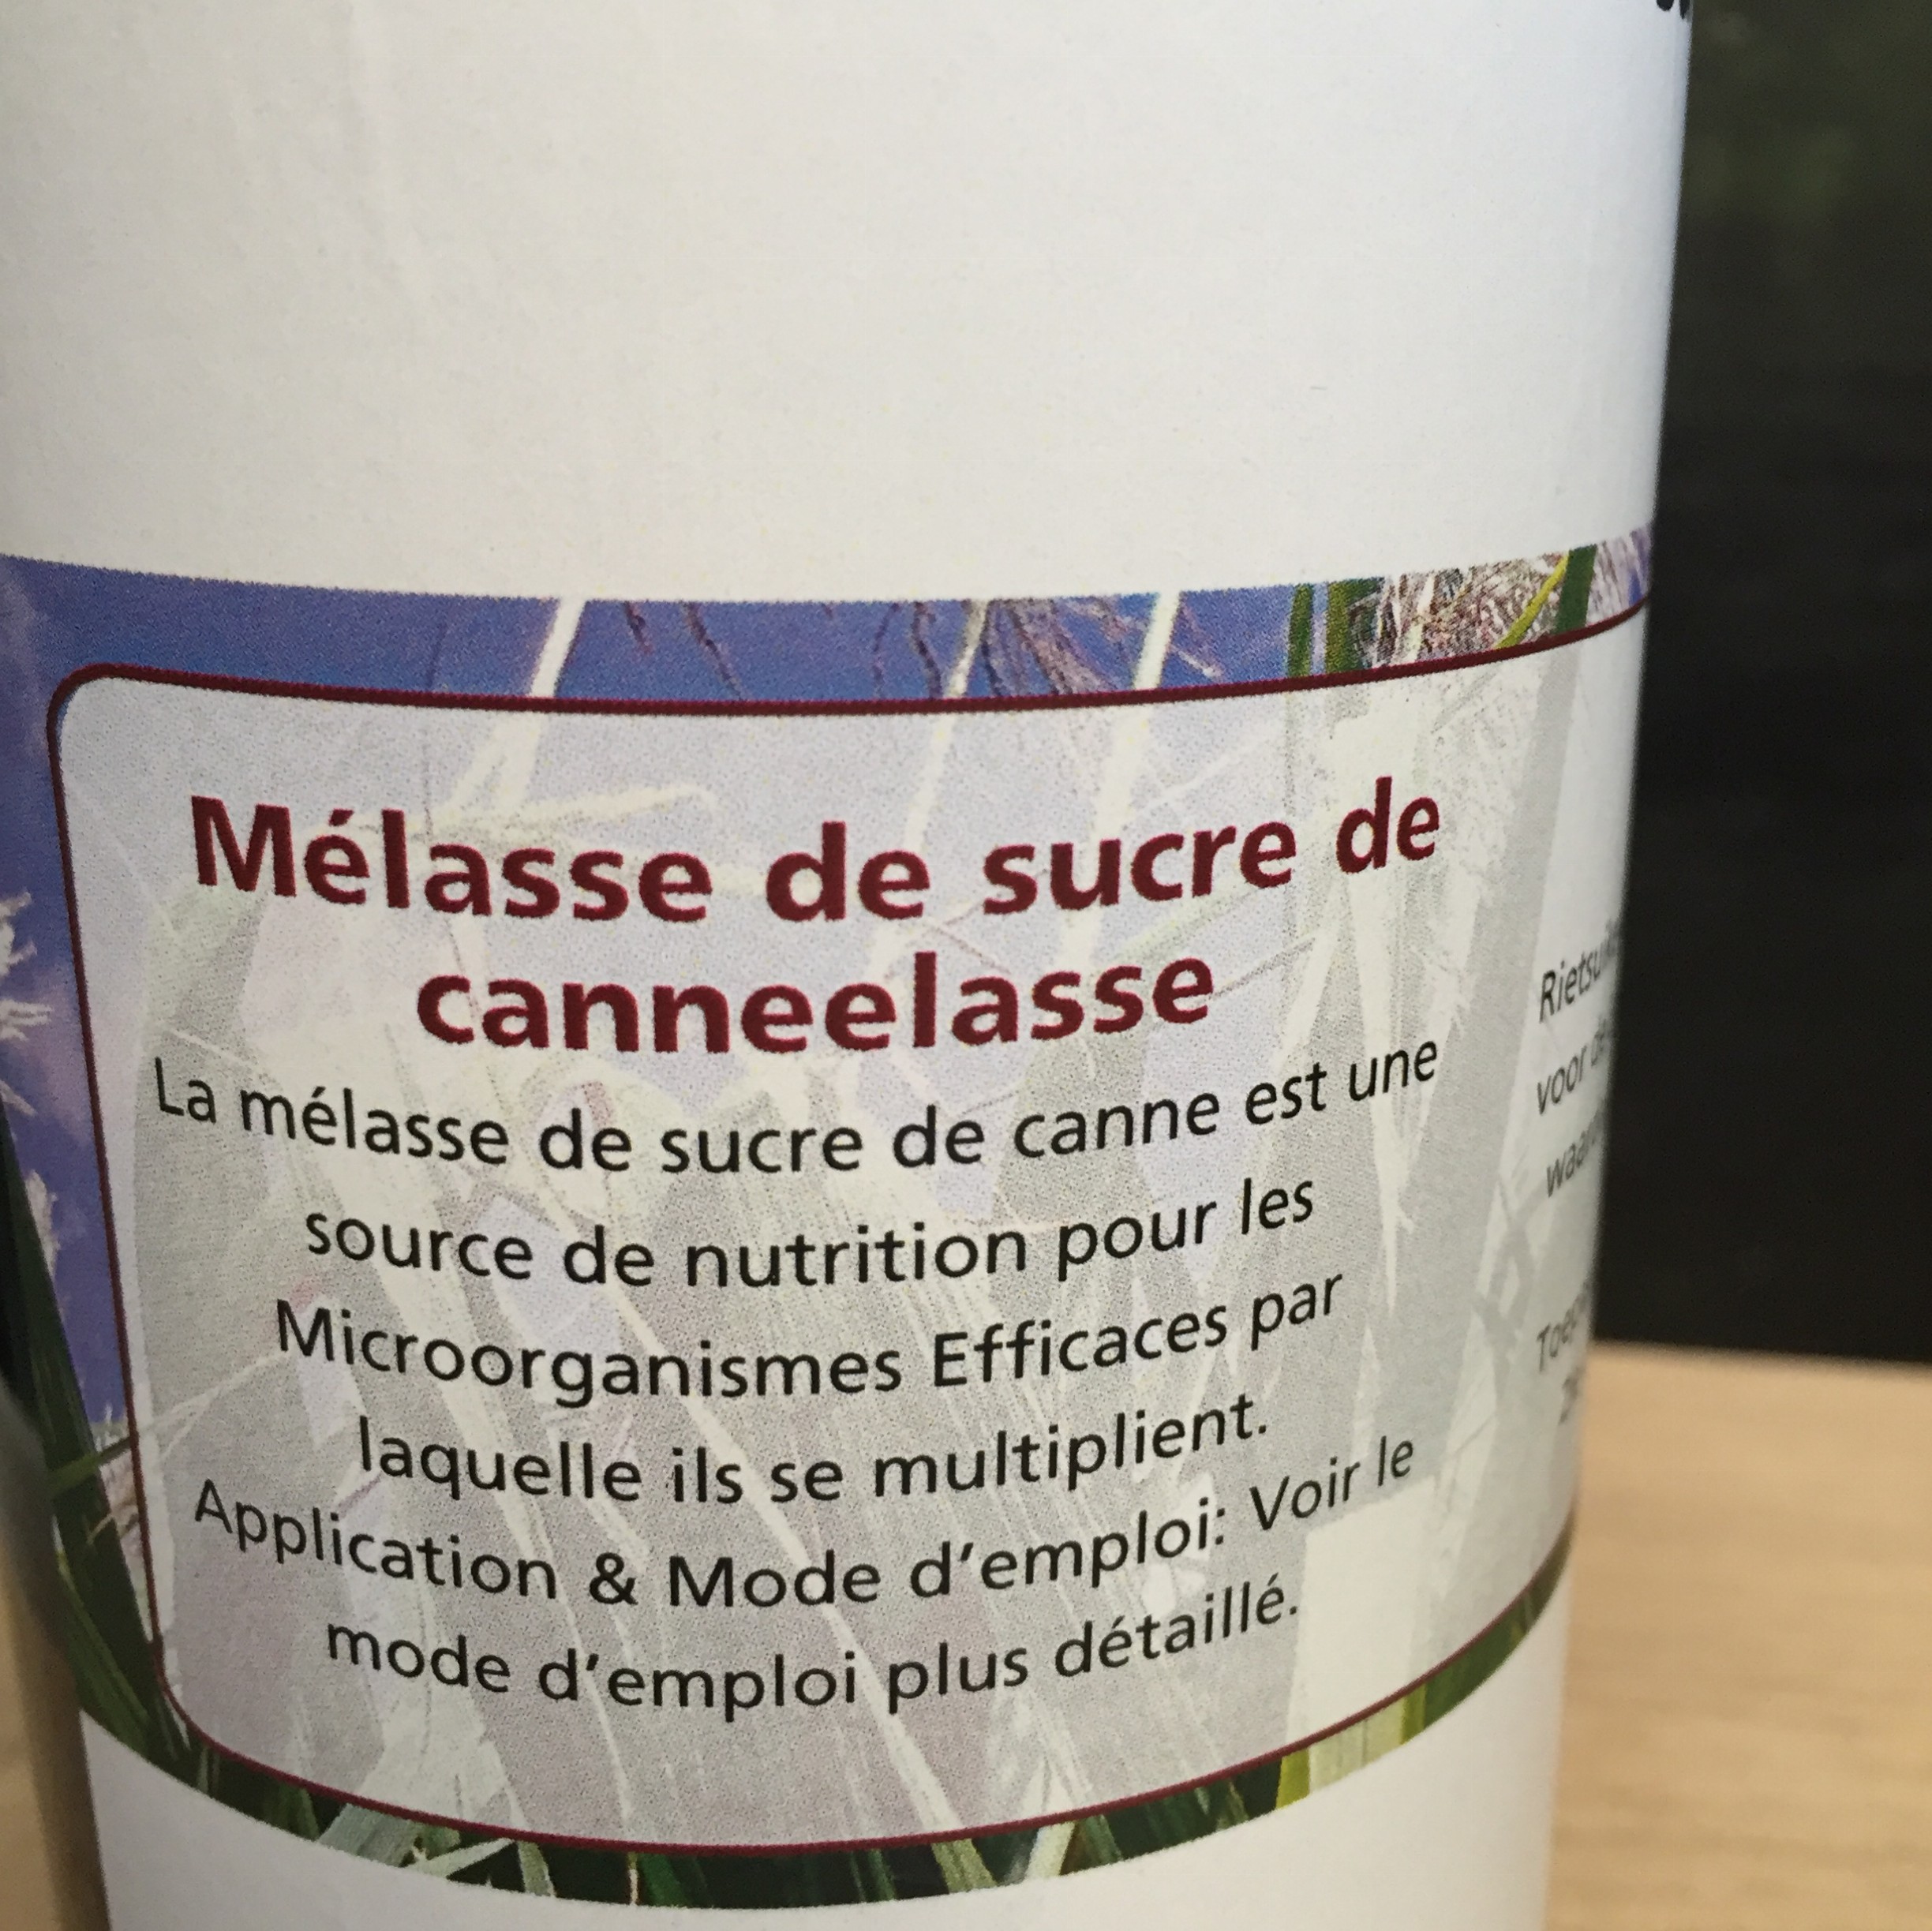 Mélasse de sucre de
canneelasse
La mélasse de sucre de canne est une
source de nutrition pour les
Microorganismes Efficaces par
laquelle ils se multiplient.
Application & Mode d'emploi: Voir le
mode d'emploi plus détaillé.
voor